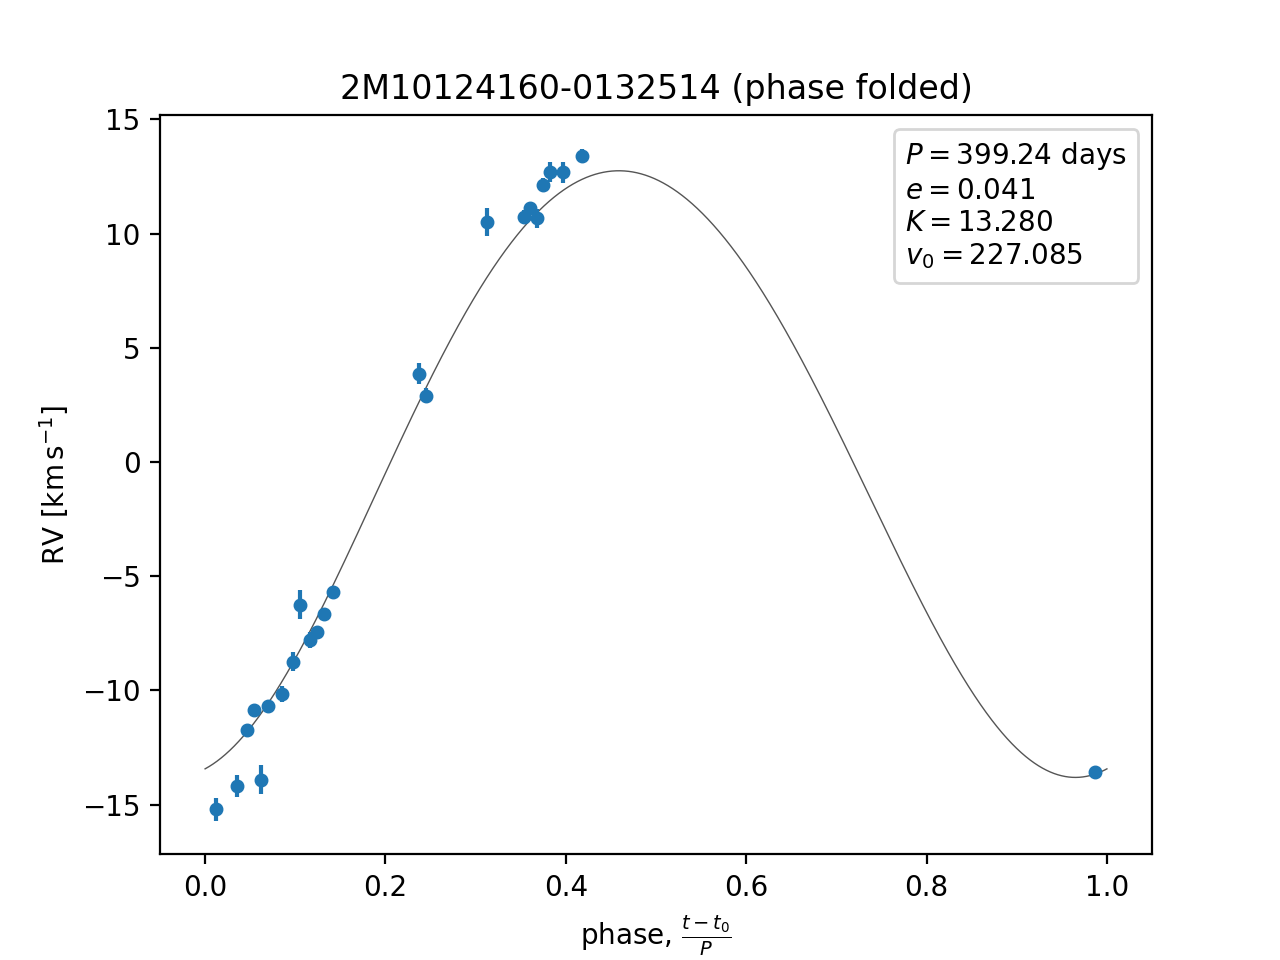 2M10124160-0132514 (phase folded)
P = 399.24 days
e = 0.041
K = 13.280
v₀ = 227.085
15
10
5
0
−5
−10
−15
RV [km s⁻¹]
0.0 0.2 0.4 0.6 0.8 1.0
phase, (t − t₀)/P